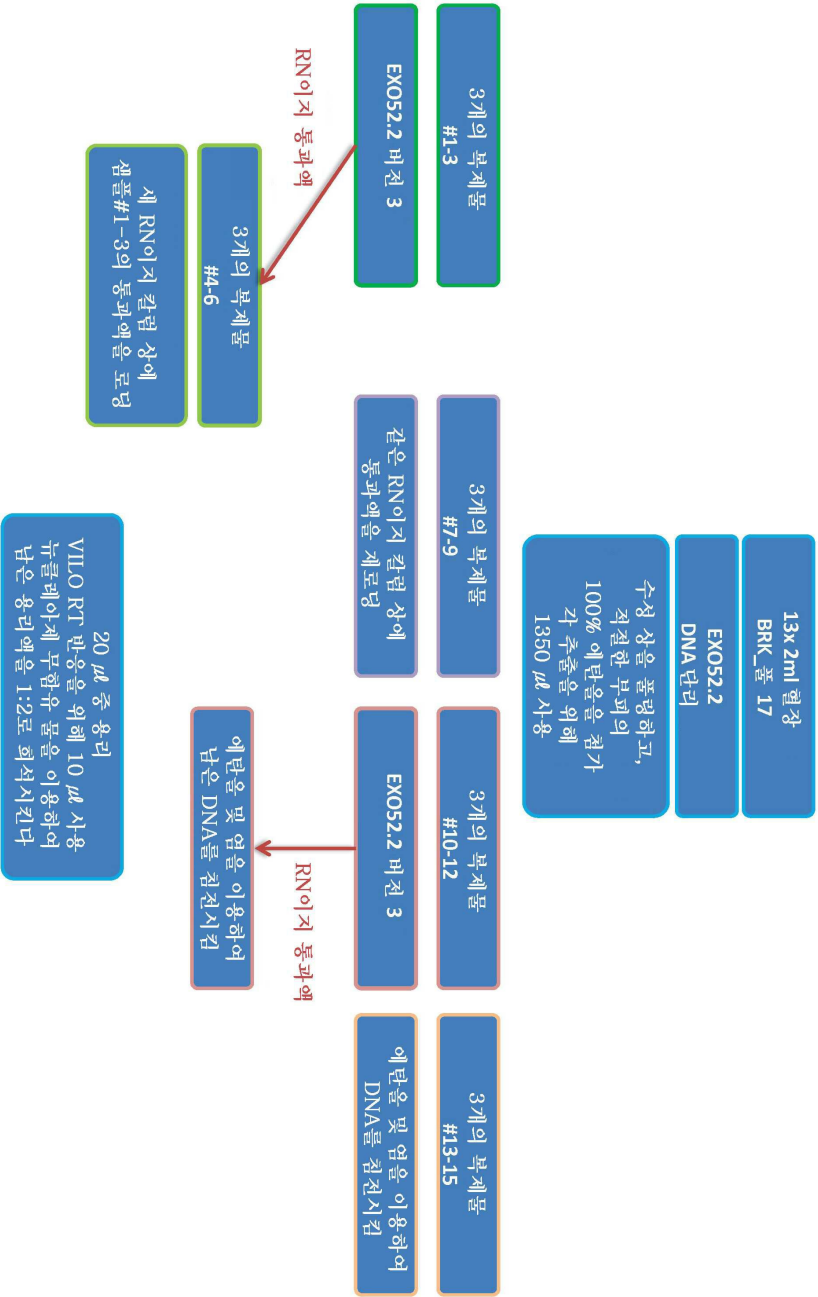 13x 2ml 혈장
BRK_풀 17
EXO52.2
DNA 단리
수성 상을 풀링하고,
적절한 부피의
100% 에탄올을 첨가
각 추출을 위해
1350 ㎕ 사용
3개의 복제물
#1-3
EXO52.2 버전 3
RN이지 통과액
3개의 복제물
#4-6
새 RN이지 칼럼 상에
샘플#1-3의 통과액을 로딩
3개의 복제물
#7-9
같은 RN이지 칼럼 상에
통과액을 재로딩
3개의 복제물
#10-12
EXO52.2 버전 3
RN이지 통과액
에탄올 및 염을 이용하여
남은 DNA를 침전시킴
3개의 복제물
#13-15
에탄올 및 염을 이용하여
DNA를 침전시킴
20 ㎕ 중 용리
VILO RT 반응을 위해 10 ㎕ 사용
뉴클레아제 무함유 물을 이용하여
남은 용리액을 1:2로 희석시킨다